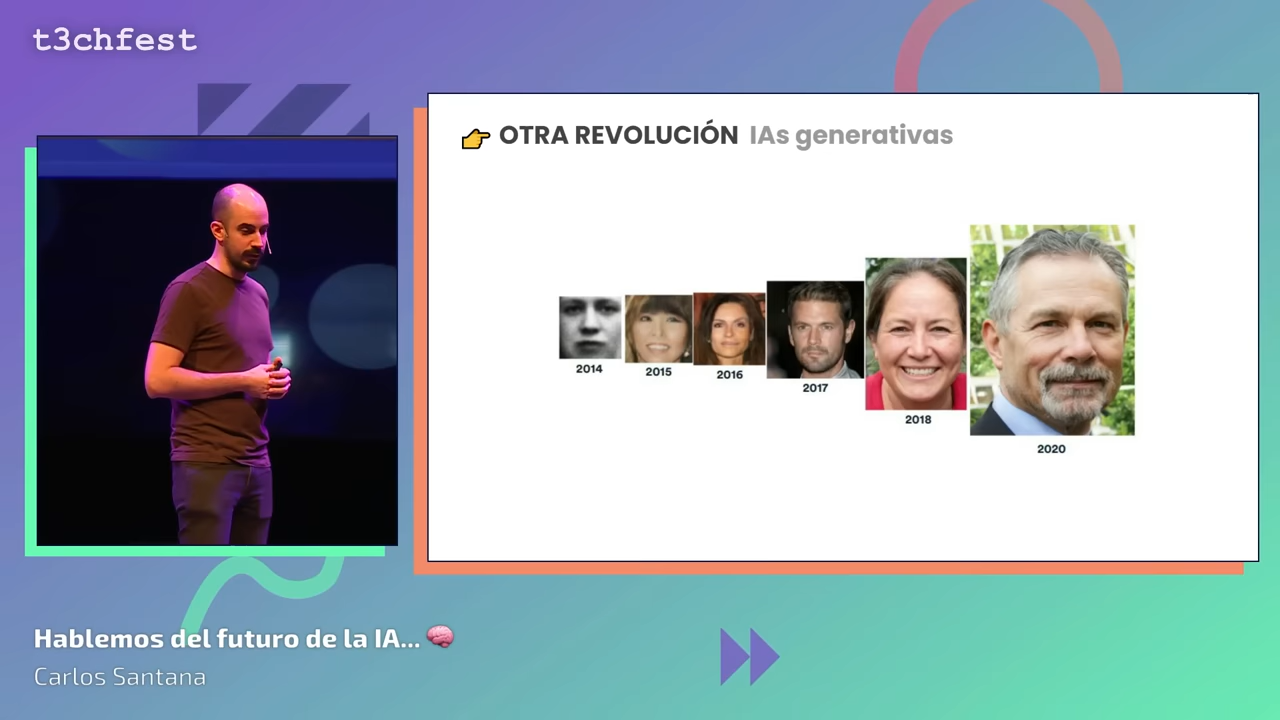 t3chfest
👉 OTRA REVOLUCIÓN IAs generativas
2014
2015
2016
2017
2018
2020
Hablemos del futuro de la IA... 🧠
Carlos Santana